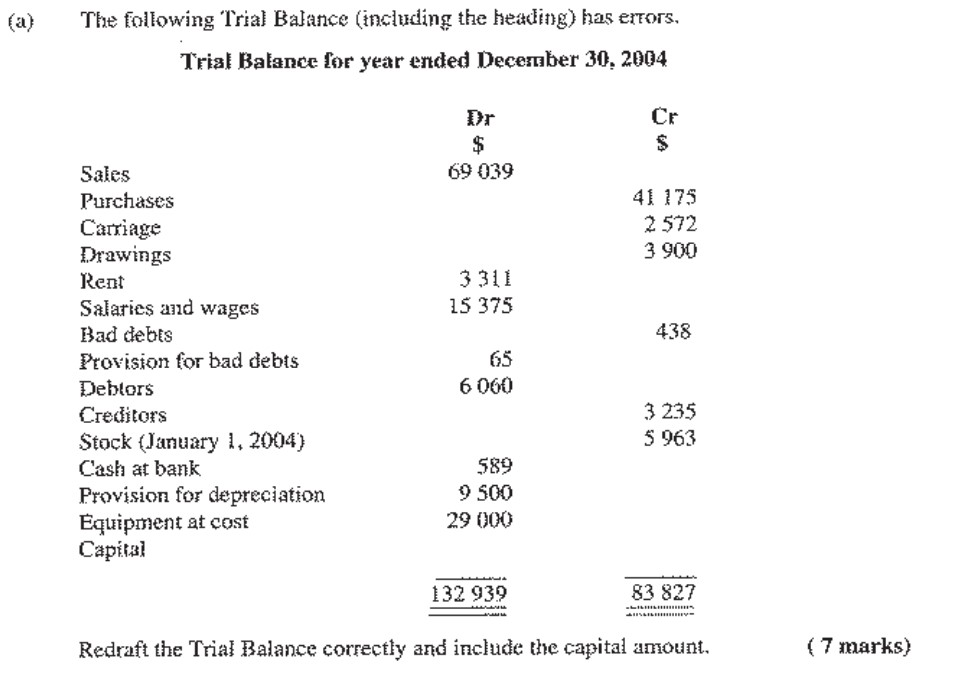 (a) The following Trial Balance (including the heading) has errors.
Trial Balance for year ended December 30, 2004
Dr Cr
$ $
Sales 69 039
Purchases 41 175
Carriage 2 572
Drawings 3 900
Rent 3 311
Salaries and wages 15 375
Bad debts 438
Provision for bad debts 65
Debtors 6 060
Creditors 3 235
Stock (January 1, 2004) 5 963
Cash at bank 589
Provision for depreciation 9 500
Equipment at cost 29 000
Capital
132 939 83 827
Redraft the Trial Balance correctly and include the capital amount. ( 7 marks)